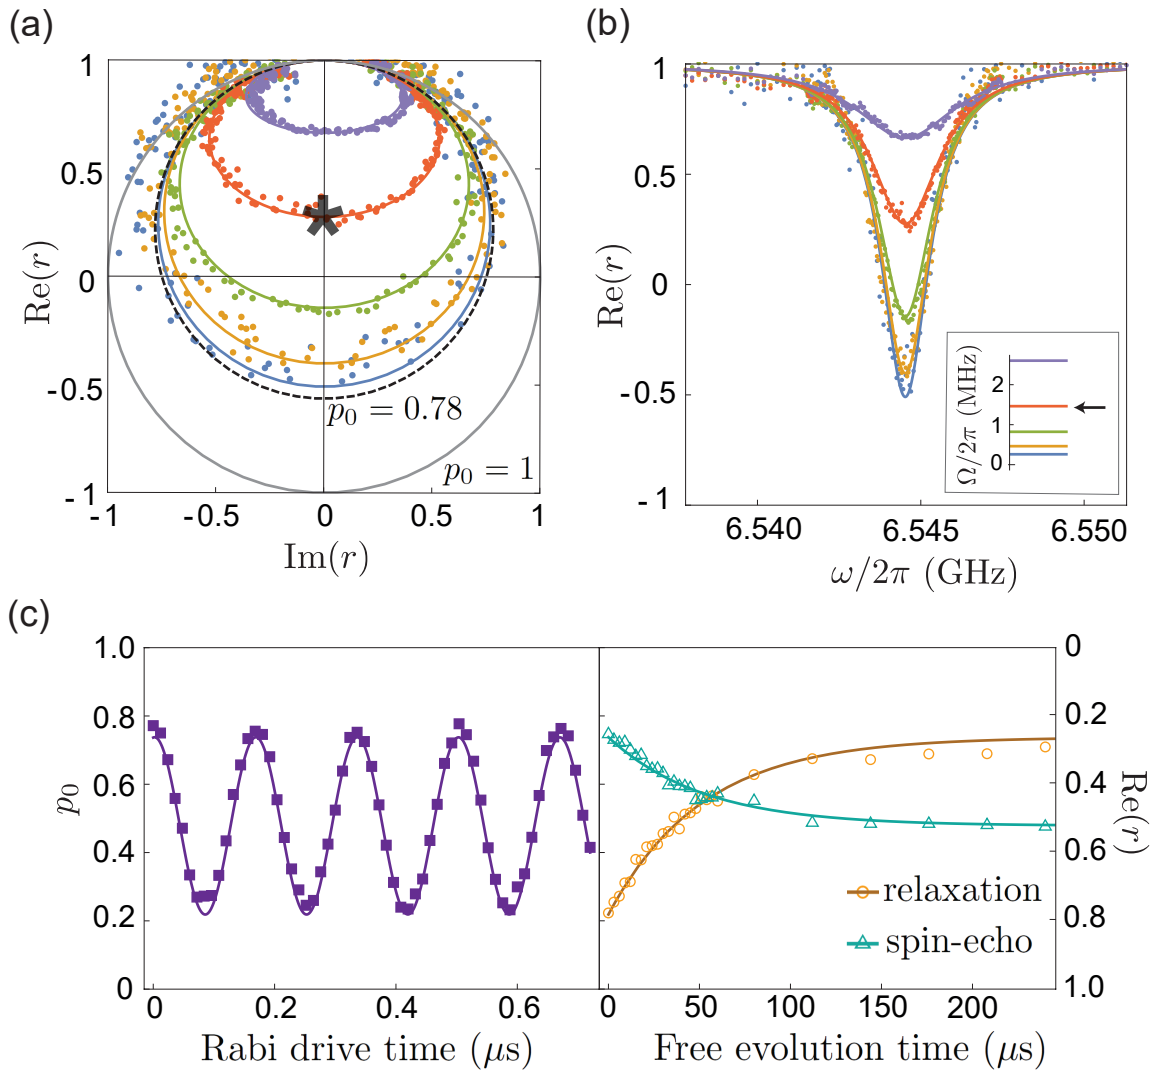 (a)
(b)
1
0.5
0
-0.5
-1
Re(r)
-1
-0.5
0
0.5
1
Im(r)
p₀ = 0.78
p₀ = 1
*
1
0.5
0
-0.5
-1
Re(r)
6.540
6.545
6.550
ω/2π (GHz)
Ω/2π (MHz)
2
1
0
(c)
1.0
0.8
0.6
0.4
0.2
0
p₀
0
0.2
0.4
0.6
Rabi drive time (μs)
0
0.2
0.4
0.6
0.8
1.0
Re(r)
relaxation
spin-echo
0
50
100
150
200
Free evolution time (μs)